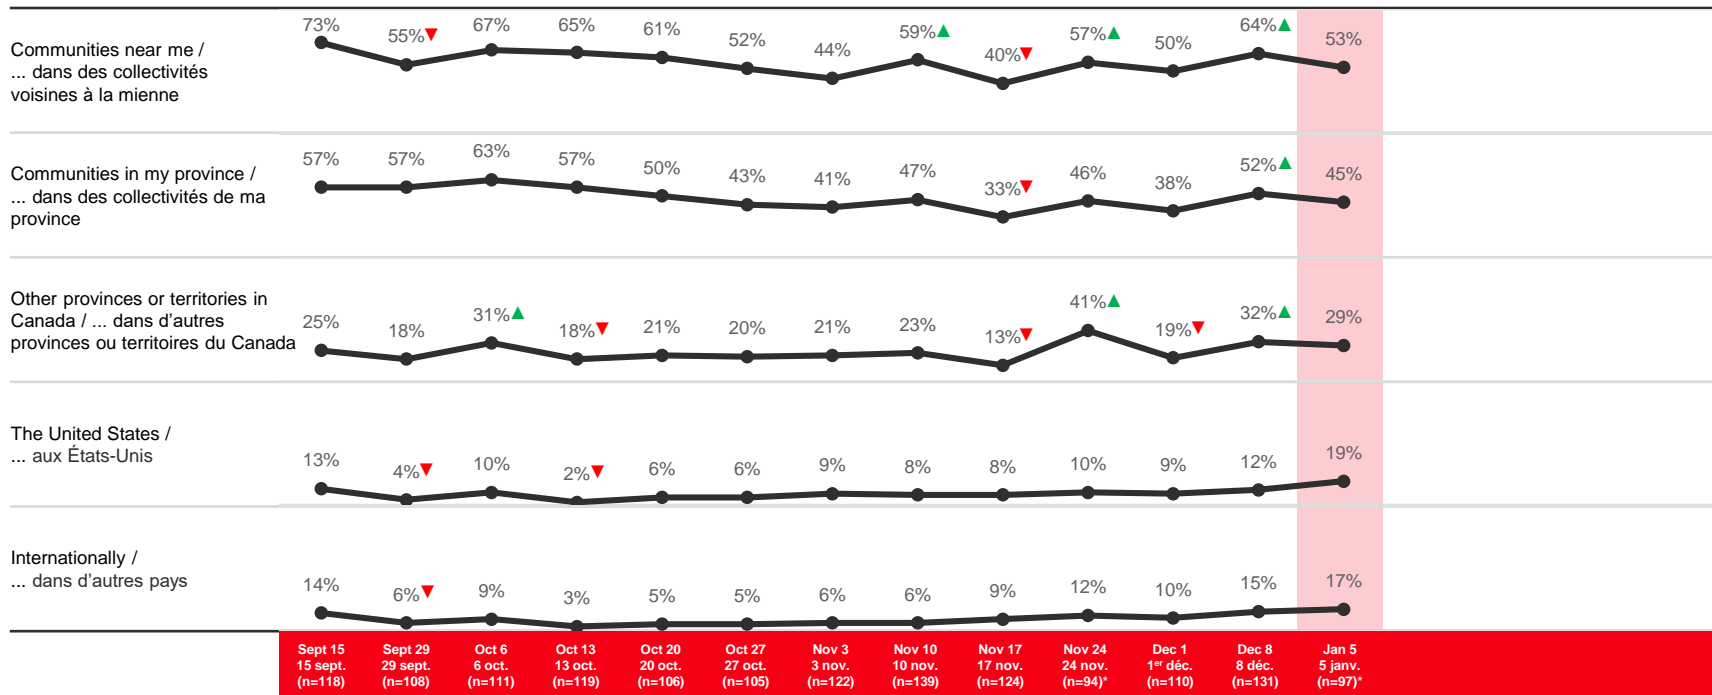 Communities near me /
... dans des collectivités
voisines à la mienne
73% 55%▼ 67% 65% 61% 52% 44% 59%▲ 40%▼ 57%▲ 50% 64%▲ 53%
Communities in my province /
... dans des collectivités de ma
province
57% 57% 63% 57% 50% 43% 41% 47% 33%▼ 46% 38% 52%▲ 45%
Other provinces or territories in
Canada / ... dans d'autres
provinces ou territoires du Canada
25% 18% 31%▲ 18%▼ 21% 20% 21% 23% 13%▼ 41%▲ 19%▼ 32%▲ 29%
The United States /
... aux États-Unis
13% 4%▼ 10% 2%▼ 6% 6% 9% 8% 8% 10% 9% 12% 19%
Internationally /
... dans d'autres pays
14% 6%▼ 9% 3% 5% 5% 6% 6% 9% 12% 10% 15% 17%
Sept 15 Sept 29 Oct 6 Oct 13 Oct 20 Oct 27 Nov 3 Nov 10 Nov 17 Nov 24 Dec 1 Dec 8 Jan 5
15 sept. 29 sept. 6 oct. 13 oct. 20 oct. 27 oct. 3 nov. 10 nov. 17 nov. 24 nov. 1er déc. 8 déc. 5 janv.
(n=118) (n=108) (n=111) (n=119) (n=106) (n=105) (n=122) (n=139) (n=124) (n=94)* (n=110) (n=131) (n=97)*